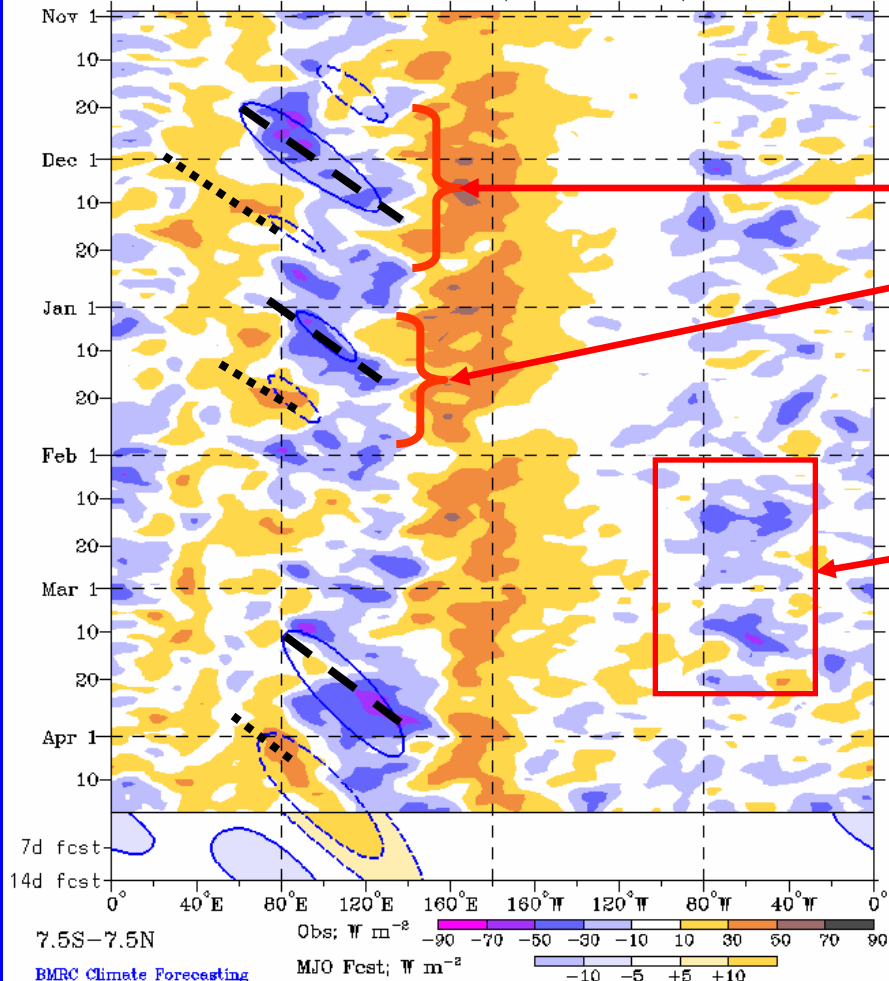 Nov 1
10
20
Dec 1
10
20
Jan 1
10
20
Feb 1
10
20
Mar 1
10
20
Apr 1
10
7d fcst
14d fcst
0° 40°E 80°E 120°E 160°E 160°W 120°W 80°W 40°W 0°
7.5S-7.5N
Obs; W m⁻²
-90 -70 -50 -30 -10 10 30 50 70 90
BMRC Climate Forecasting
MJO Fcst; W m⁻²
-10 -5 +5 +10